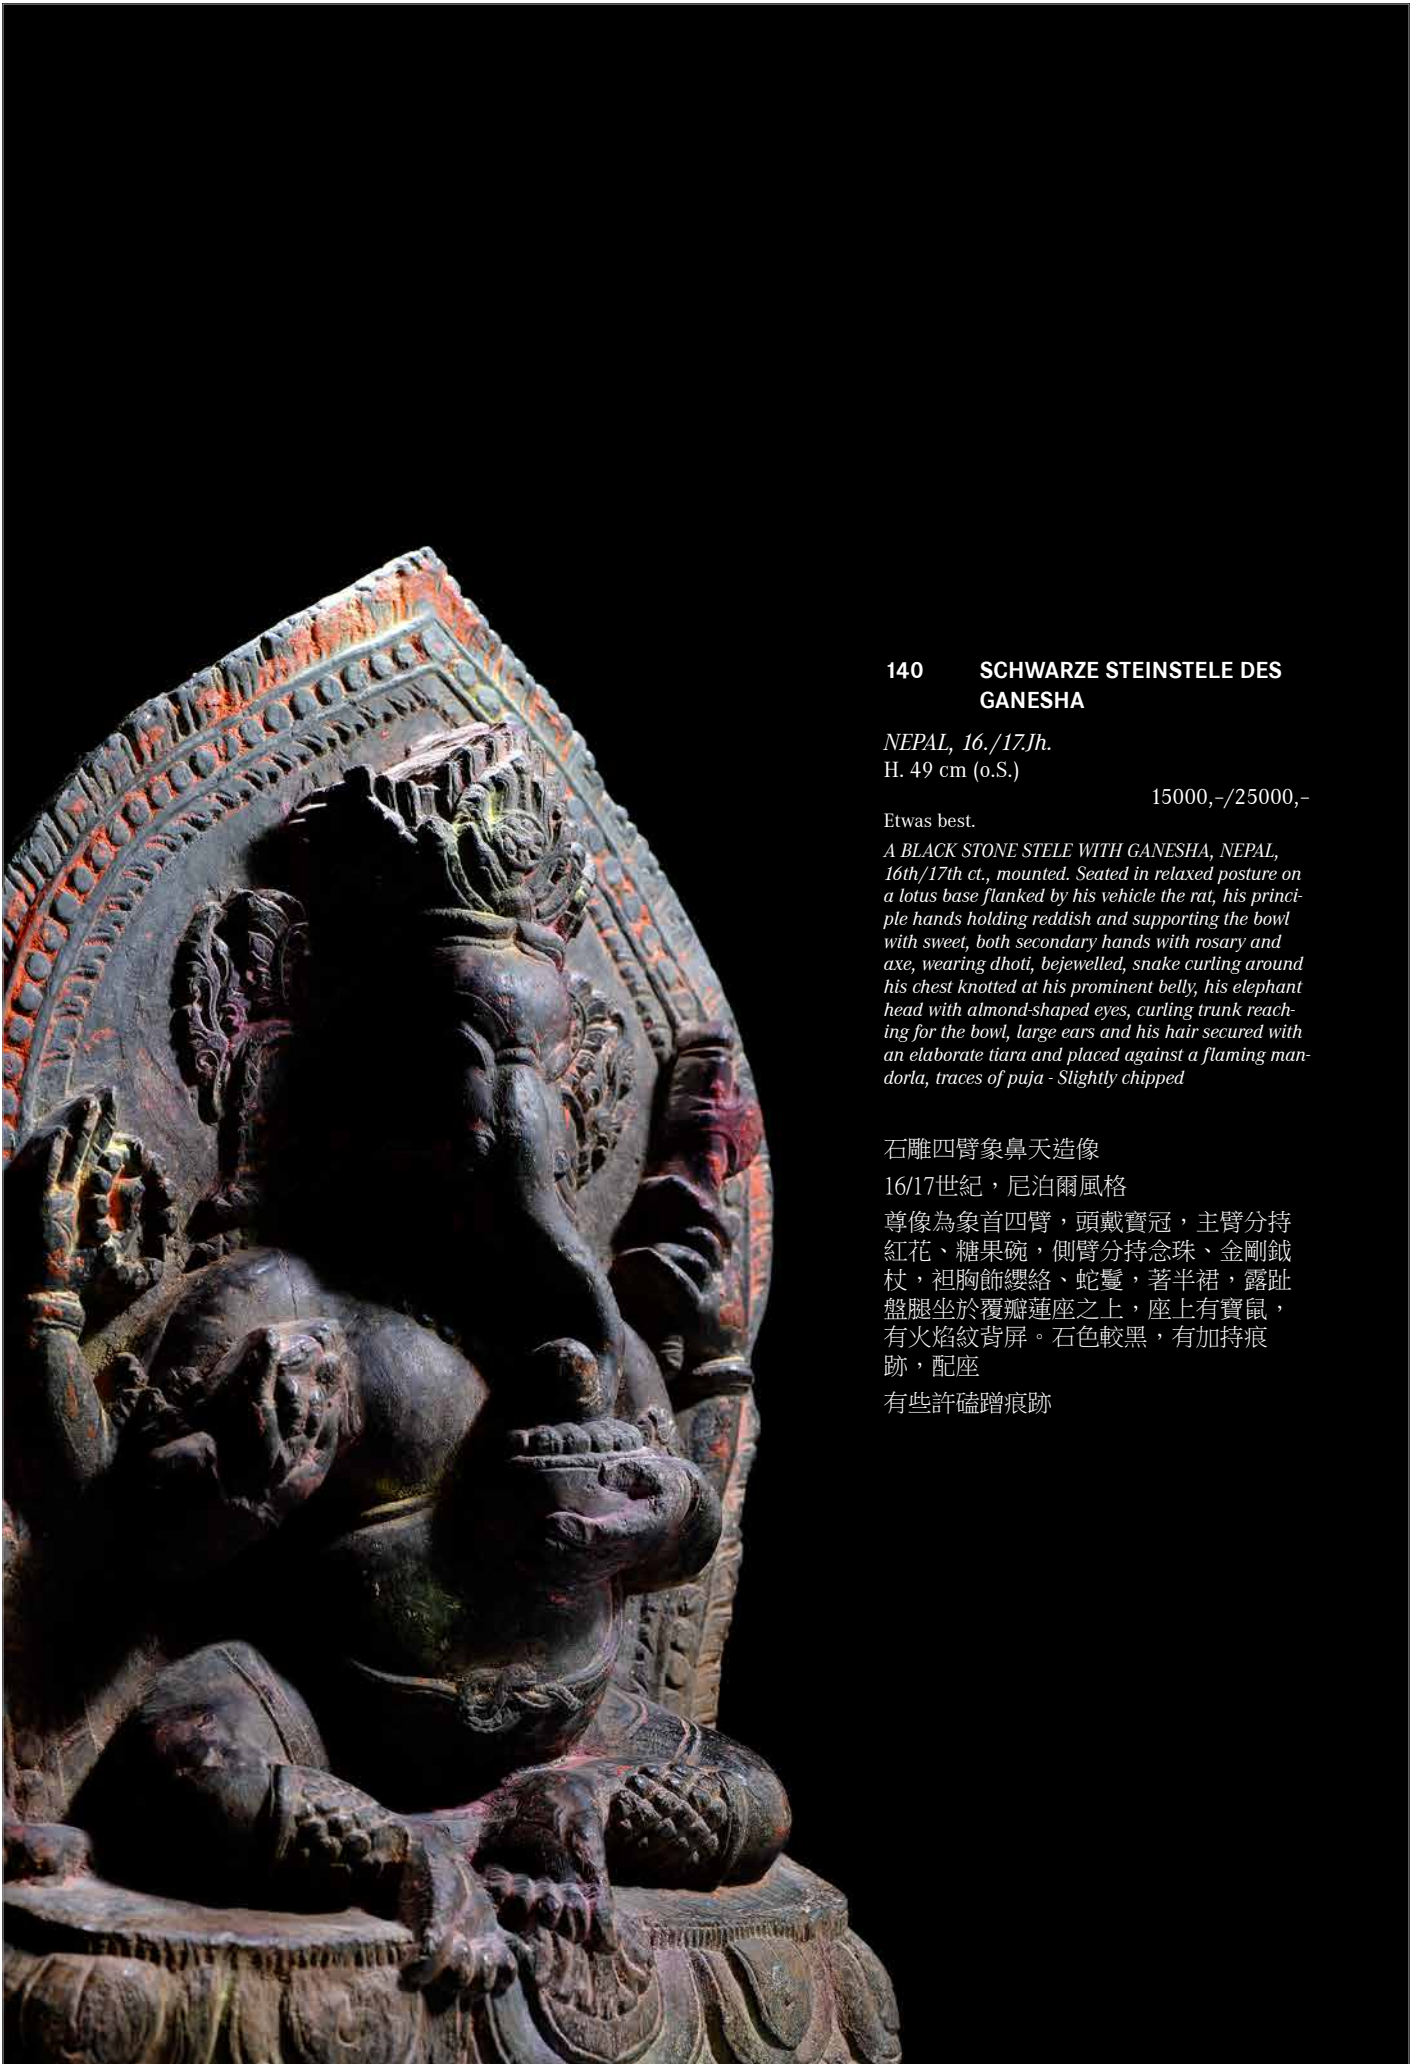 140 SCHWARZE STEINSTELE DES
GANESHA
NEPAL, 16./17.Jh.
H. 49 cm (o.S.)
15000,–/25000,–
Etwas best.
A BLACK STONE STELE WITH GANESHA, NEPAL,
16th/17th ct., mounted. Seated in relaxed posture on
a lotus base flanked by his vehicle the rat, his princi-
ple hands holding reddish and supporting the bowl
with sweet, both secondary hands with rosary and
axe, wearing dhoti, bejewelled, snake curling around
his chest knotted at his prominent belly, his elephant
head with almond-shaped eyes, curling trunk reach-
ing for the bowl, large ears and his hair secured with
an elaborate tiara and placed against a flaming man-
dorla, traces of puja - Slightly chipped
石雕四臂象鼻天造像
16/17世紀，尼泊爾風格
尊像為象首四臂，頭戴寶冠，主臂分持
紅花、糖果碗，側臂分持念珠、金剛鉞
杖，袒胸飾纓絡、蛇鬘，著半裙，露趾
盤腿坐於覆瓣蓮座之上，座上有寶鼠，
有火焰紋背屏。石色較黑，有加持痕
跡，配座
有些許磕蹭痕跡